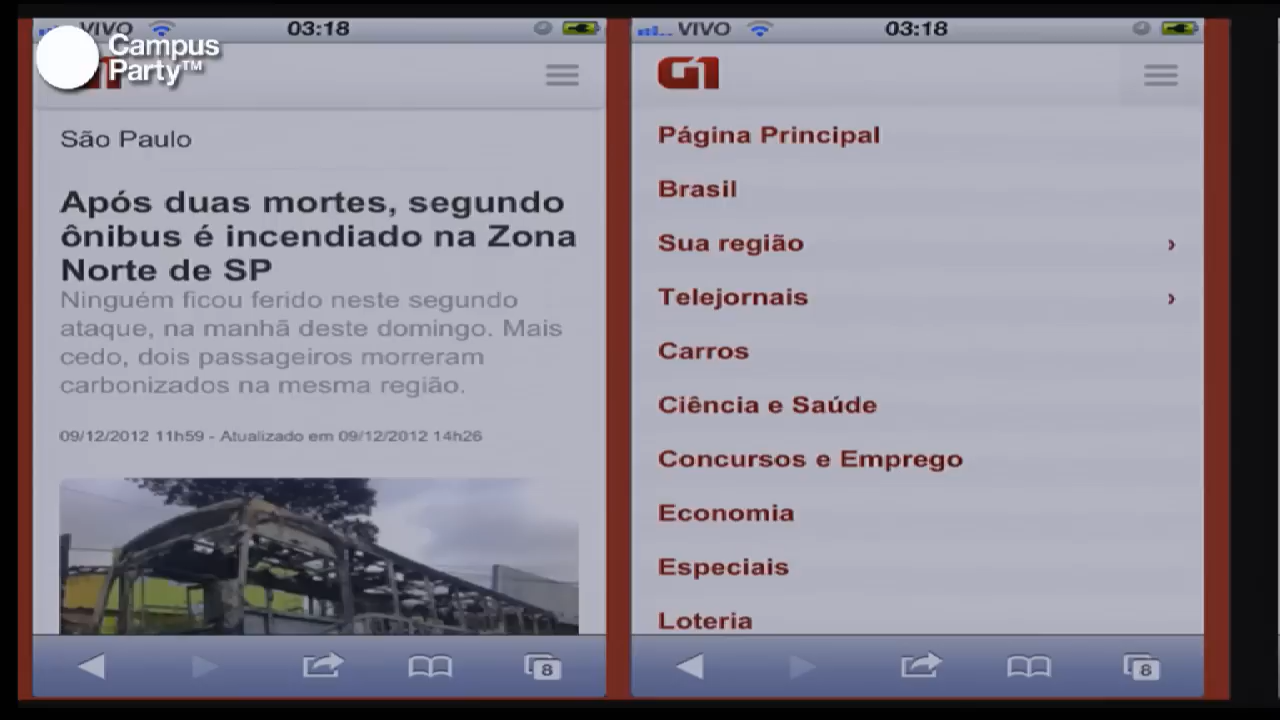 VIVO 03:18
Campus
Party™
G1
São Paulo
Após duas mortes, segundo
ônibus é incendiado na Zona
Norte de SP
Ninguém ficou ferido neste segundo
ataque, na manhã deste domingo. Mais
cedo, dois passageiros morreram
carbonizados na mesma região.
09/12/2012 11h59 - Atualizado em 09/12/2012 14h26
8
VIVO 03:18
G1
Página Principal
Brasil
Sua região
Telejornais
Carros
Ciência e Saúde
Concursos e Emprego
Economia
Especiais
Loteria
8